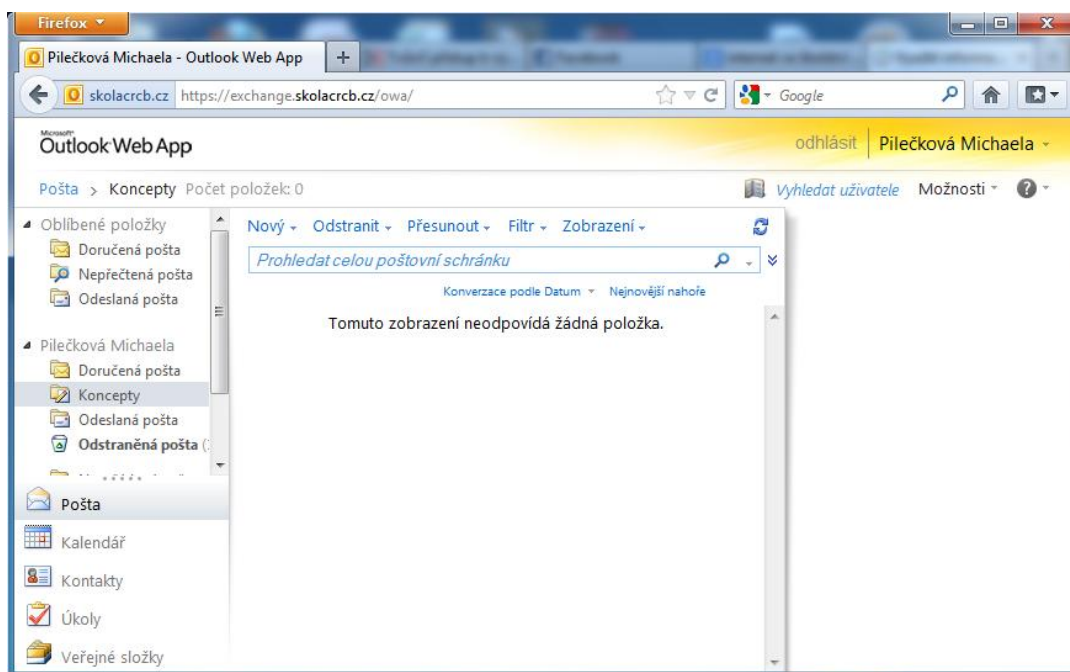 Firefox
Pilečková Michaela - Outlook Web App
skolacrcb.cz https://exchange.skolacrcb.cz/owa/
Google
Microsoft®
Outlook Web App
odhlásit Pilečková Michaela
Pošta > Koncepty Počet položek: 0
Vyhledat uživatele Možnosti
Oblíbené položky
Doručená pošta
Nepřečtená pošta
Odeslaná pošta
Pilečková Michaela
Doručená pošta
Koncepty
Odeslaná pošta
Odstraněná pošta
Pošta
Kalendář
Kontakty
Úkoly
Veřejné složky
Nový Odstranit Přesunout Filtr Zobrazení
Prohledat celou poštovní schránku
Konverzace podle Datum Nejnovější nahoře
Tomuto zobrazení neodpovídá žádná položka.